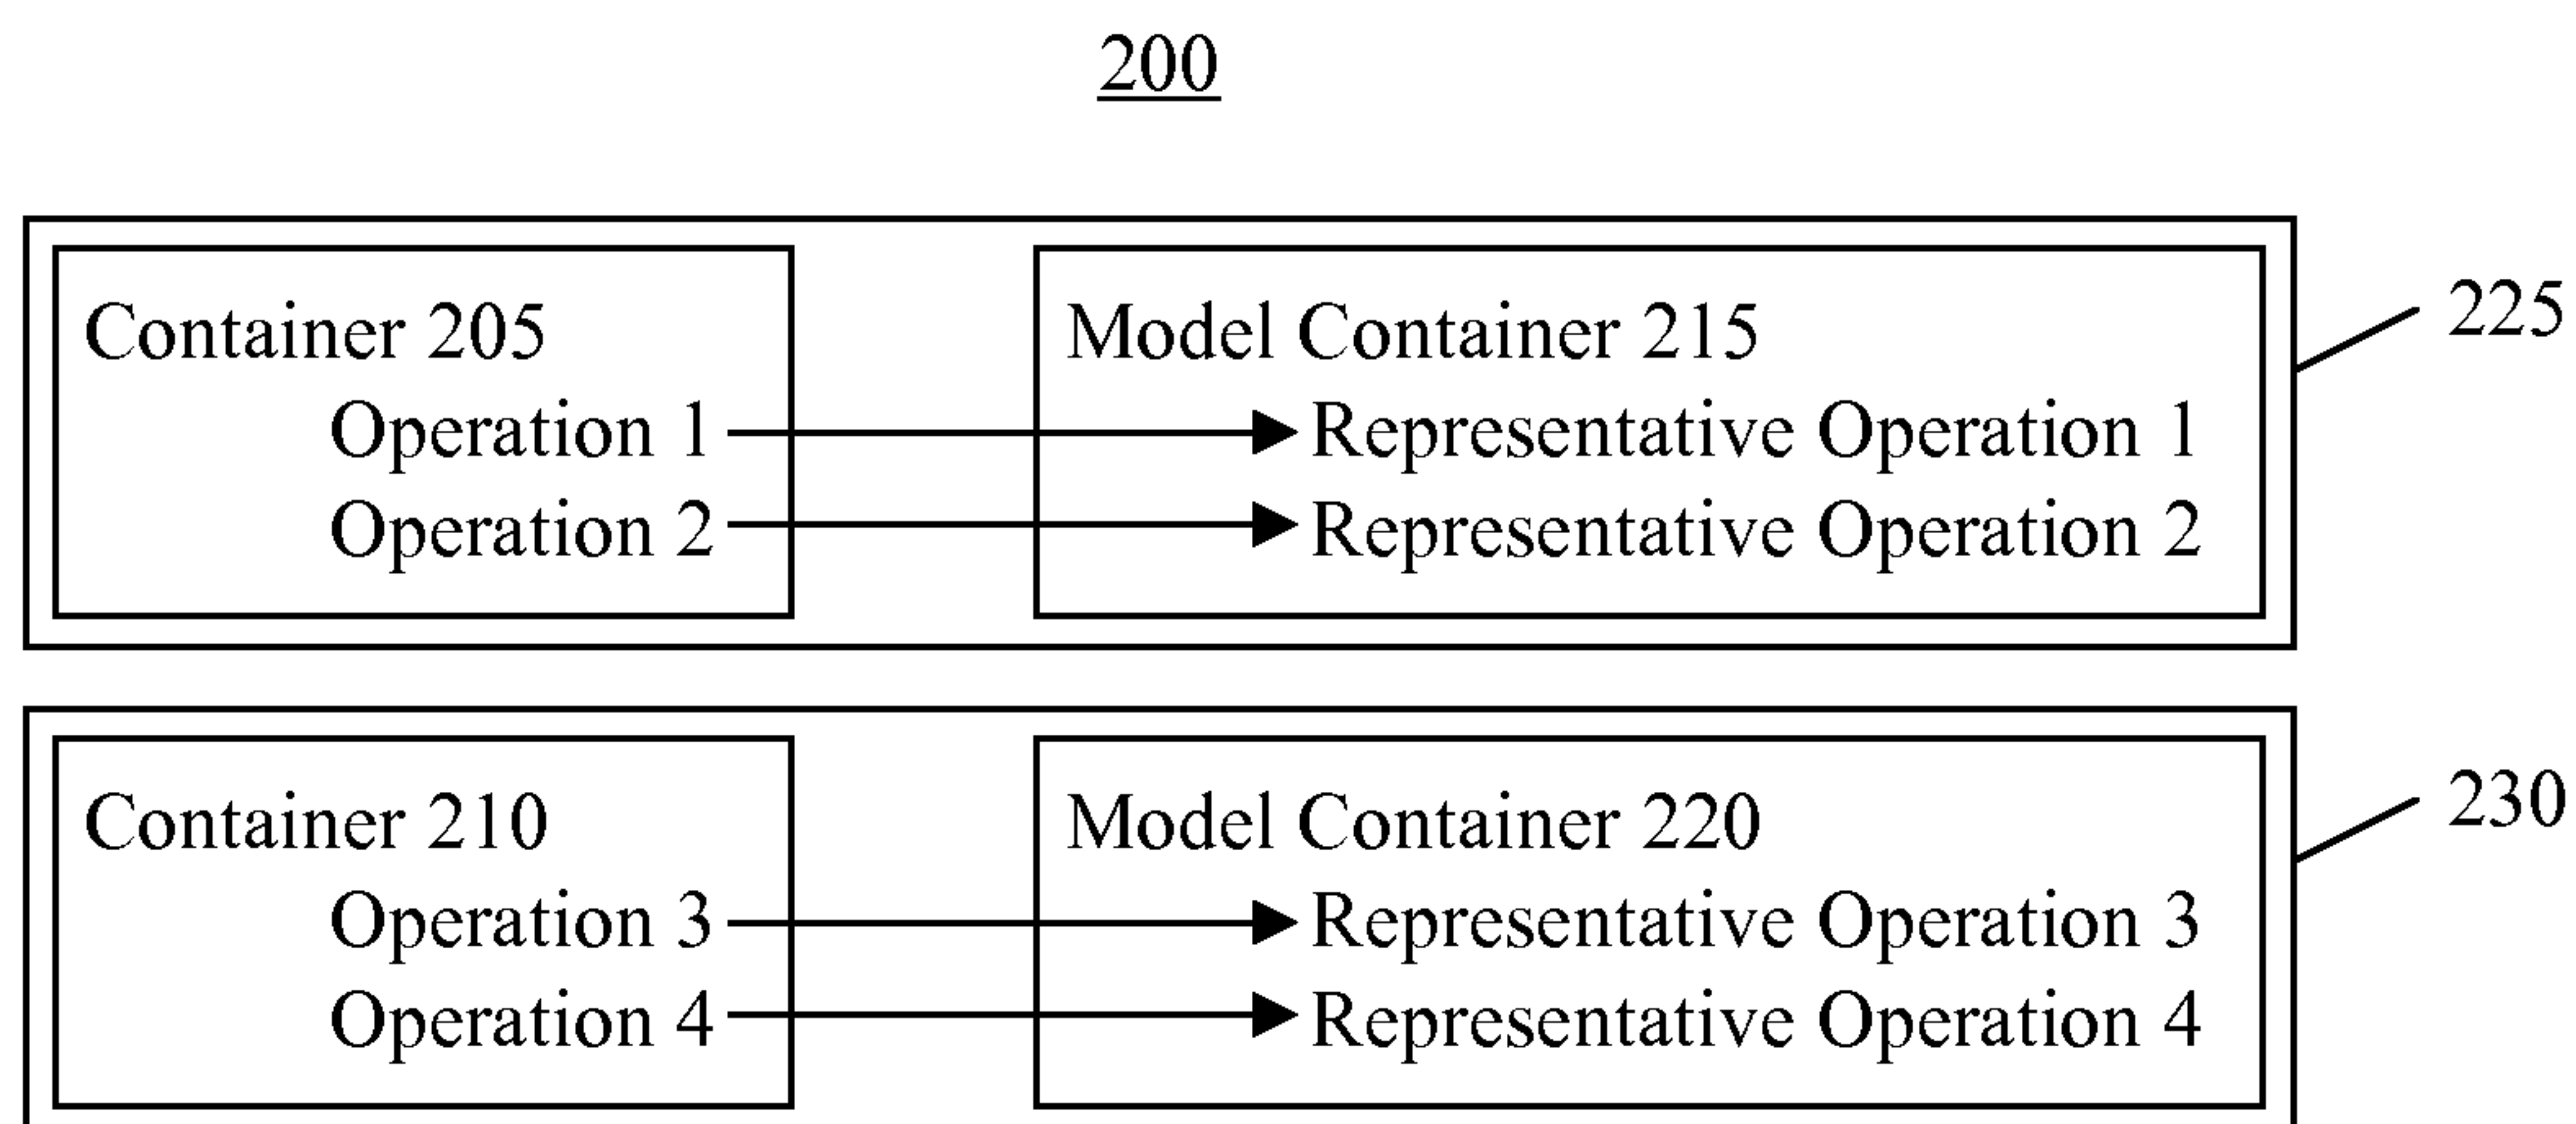 200
Container 205
Operation 1
Operation 2
Model Container 215
Representative Operation 1
Representative Operation 2
225
Container 210
Operation 3
Operation 4
Model Container 220
Representative Operation 3
Representative Operation 4
230